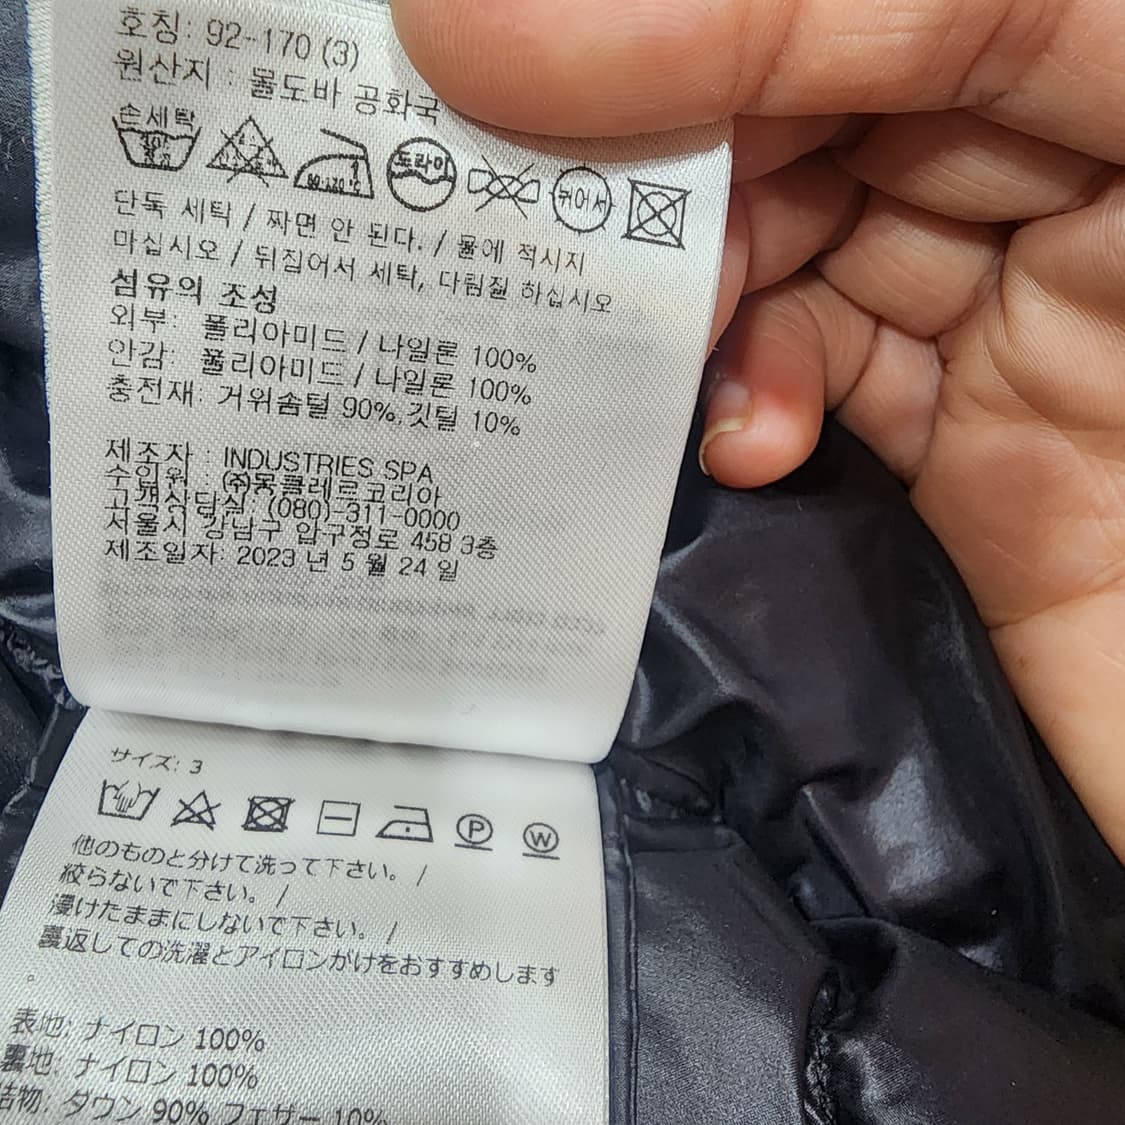 호칭: 92-170 (3)
원산지 : 몰도바 공화국
손세탁
도라이
뉘어서
단독 세탁 / 짜면 안 된다. / 물에 적시지
마십시오 / 뒤집어서 세탁, 다림질 하십시오
섬유의 조성
외부: 폴리아미드 / 나일론 100%
안감: 폴리아미드 / 나일론 100%
충전재: 거위솜털 90%, 깃털 10%
제조자 : INDUSTRIES SPA
수입원 : ㈜몽클레르코리아
고객상담실: (080)-311-0000
서울시 강남구 압구정로 458 3층
제조일자: 2023 년 5 월 24 일
サイズ: 3
P
W
他のものと分けて洗って下さい。 /
絞らないで下さい。 /
浸けたままにしないで下さい。 /
裏返しての洗濯とアイロンがけをおすすめします
。
表地: ナイロン 100%
裏地: ナイロン 100%
詰物: ダウン 90% フェザー 10%